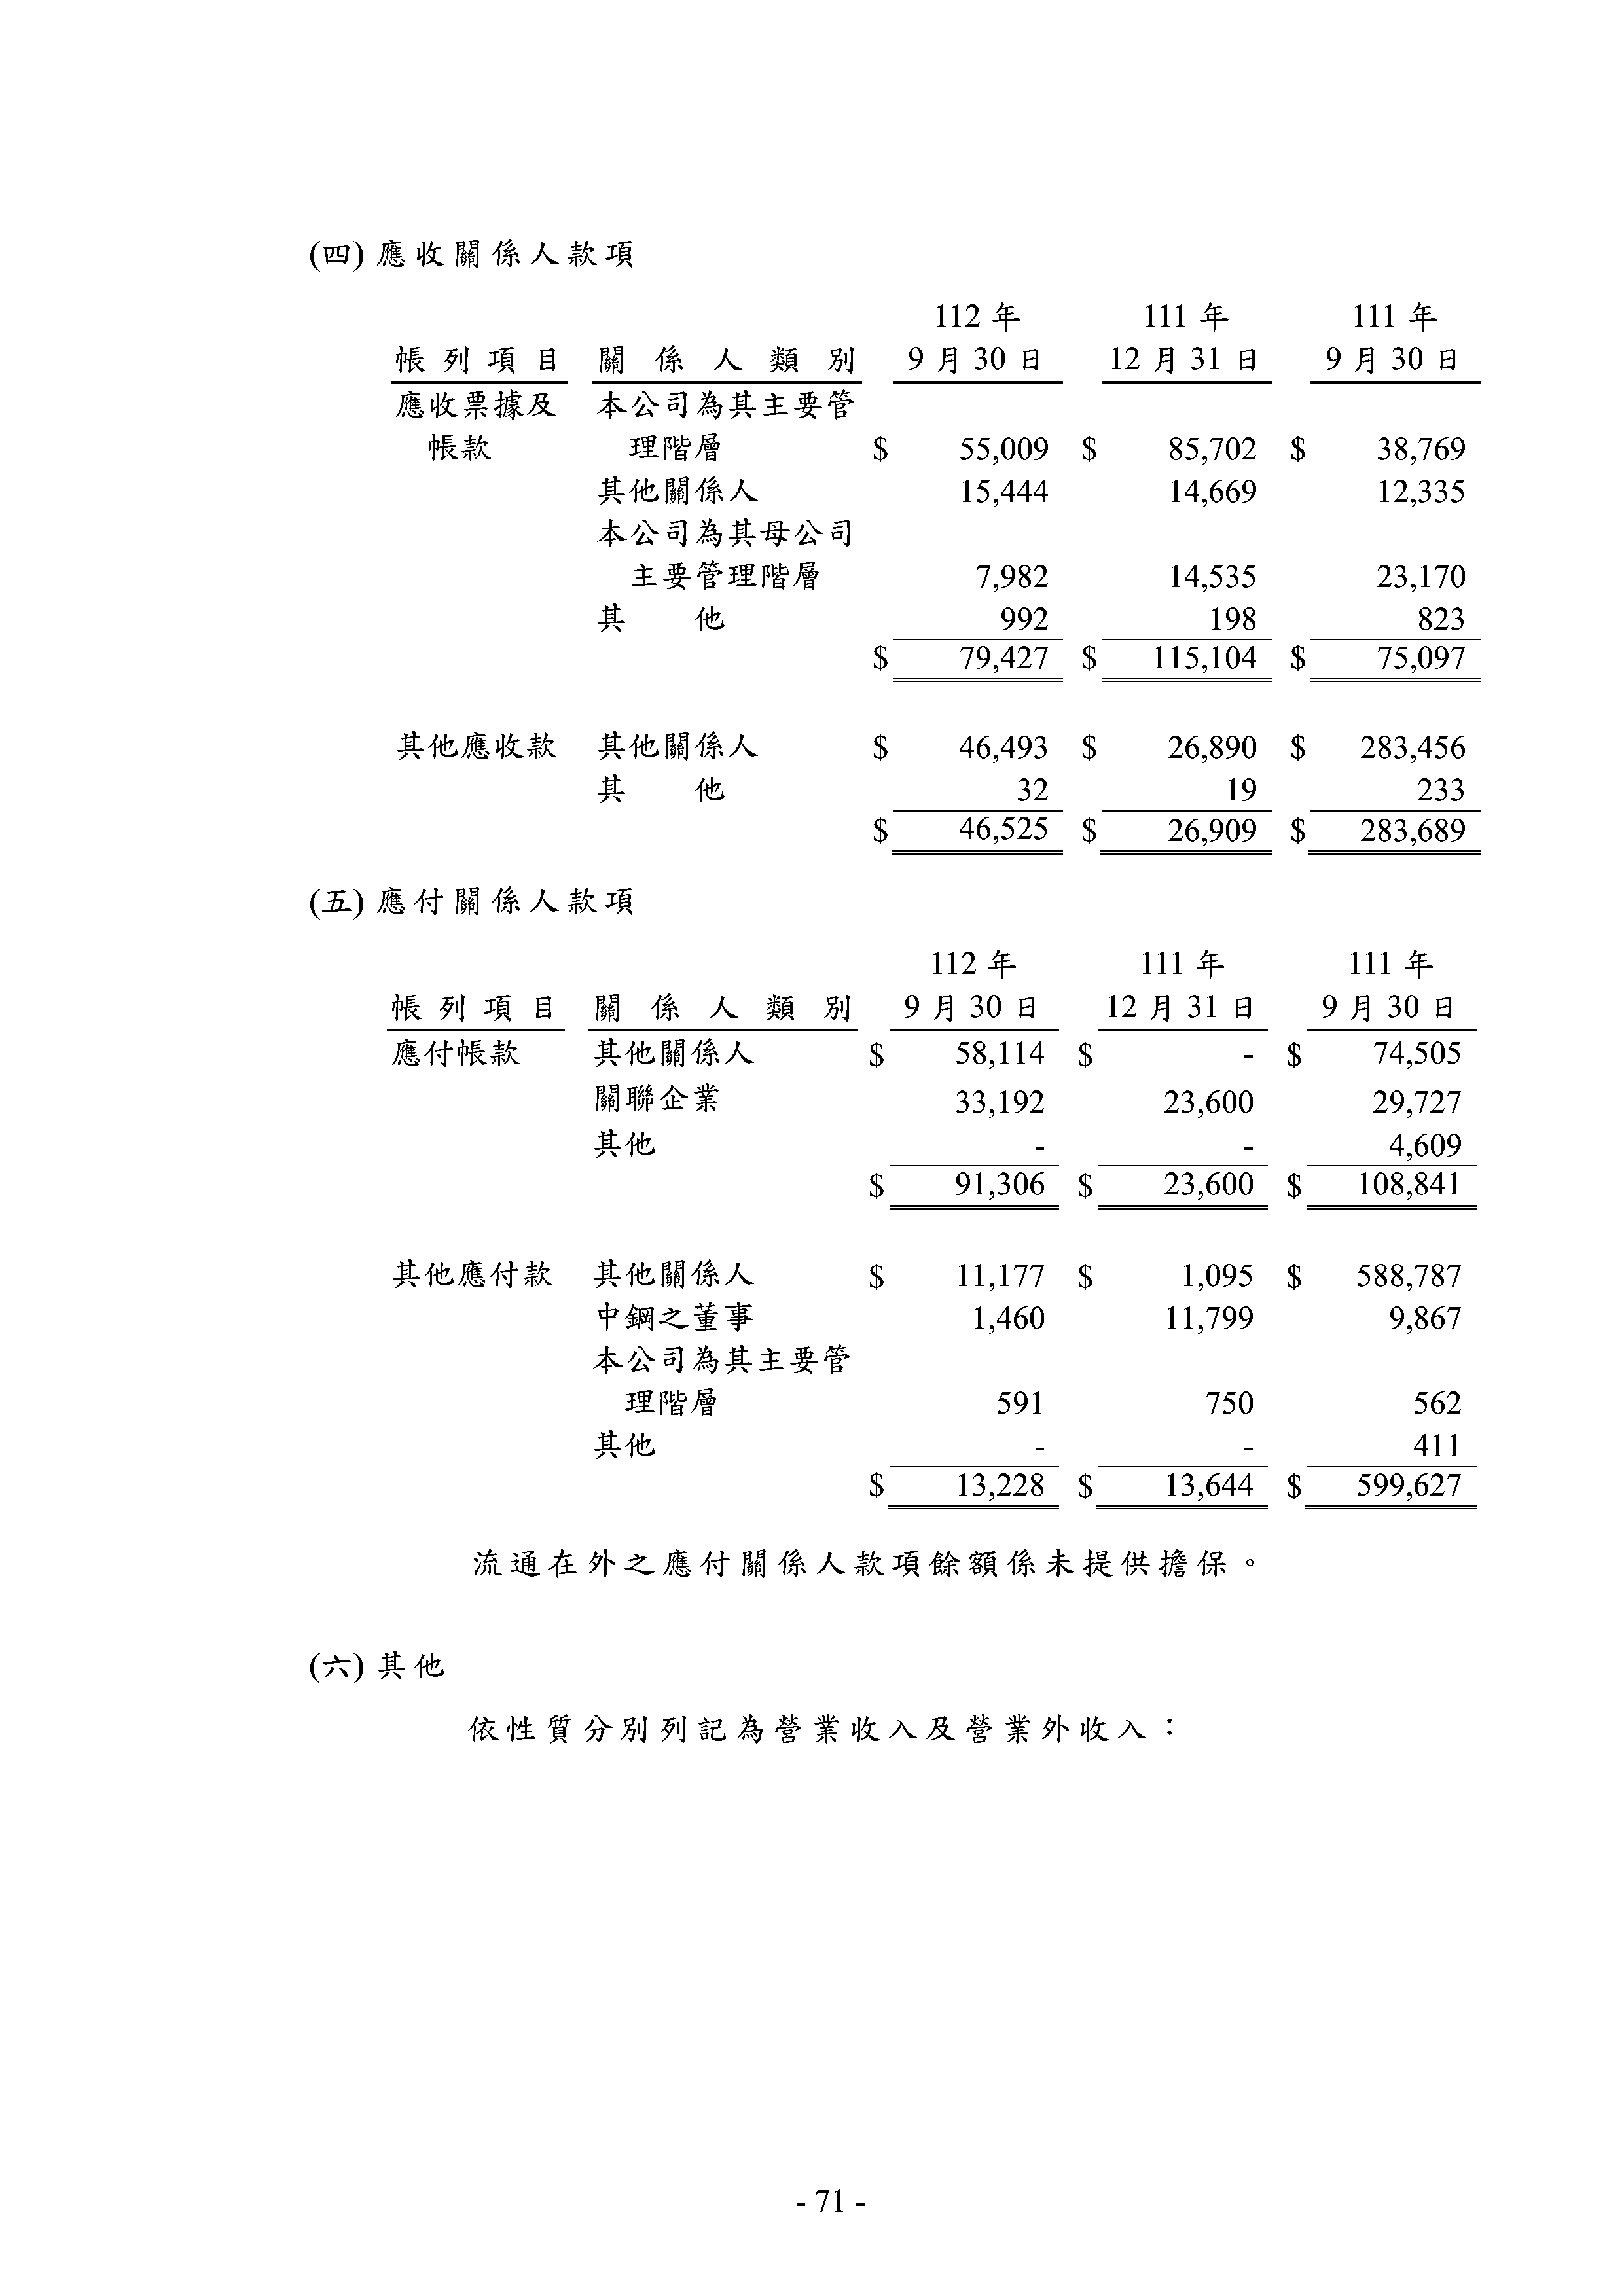 (四) 應收關係人款項
112 年 111 年 111 年
帳列項目 關係人類別 9 月 30 日 12 月 31 日 9 月 30 日
應收票據及 本公司為其主要管
帳款 理階層 $ 55,009 $ 85,702 $ 38,769
其他關係人 15,444 14,669 12,335
本公司為其母公司
主要管理階層 7,982 14,535 23,170
其他 992 198 823
$ 79,427 $ 115,104 $ 75,097
其他應收款 其他關係人 $ 46,493 $ 26,890 $ 283,456
其他 32 19 233
$ 46,525 $ 26,909 $ 283,689
(五) 應付關係人款項
112 年 111 年 111 年
帳列項目 關係人類別 9 月 30 日 12 月 31 日 9 月 30 日
應付帳款 其他關係人 $ 58,114 $ - $ 74,505
關聯企業 33,192 23,600 29,727
其他 - - 4,609
$ 91,306 $ 23,600 $ 108,841
其他應付款 其他關係人 $ 11,177 $ 1,095 $ 588,787
中鋼之董事 1,460 11,799 9,867
本公司為其主要管
理階層 591 750 562
其他 - - 411
$ 13,228 $ 13,644 $ 599,627
流通在外之應付關係人款項餘額係未提供擔保。
(六) 其他
依性質分別列記為營業收入及營業外收入：
- 71 -